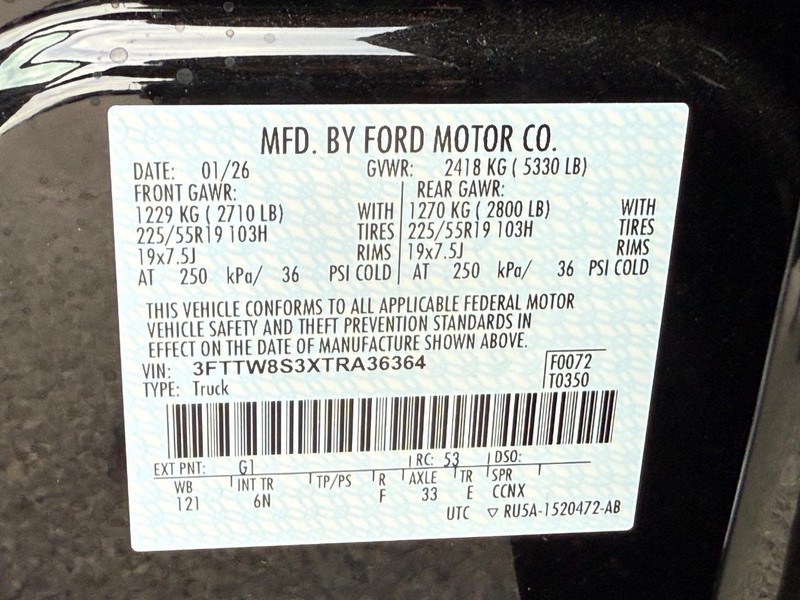 MFD. BY FORD MOTOR CO.
DATE: 01/26 GVWR: 2418 KG ( 5330 LB)
FRONT GAWR: REAR GAWR:
1229 KG ( 2710 LB) WITH 1270 KG ( 2800 LB) WITH
225/55R19 103H TIRES 225/55R19 103H TIRES
19x7.5J RIMS 19x7.5J RIMS
AT 250 kPa/ 36 PSI COLD AT 250 kPa/ 36 PSI COLD
THIS VEHICLE CONFORMS TO ALL APPLICABLE FEDERAL MOTOR
VEHICLE SAFETY AND THEFT PREVENTION STANDARDS IN
EFFECT ON THE DATE OF MANUFACTURE SHOWN ABOVE.
VIN: 3FTTW8S3XTRA36364 F0072
TYPE: Truck T0350
EXT PNT: G1 RC: 53 DSO:
WB INT TR TP/PS R AXLE TR SPR
121 6N F 33 E CCNX
UTC ▽ RU5A-1520472-AB